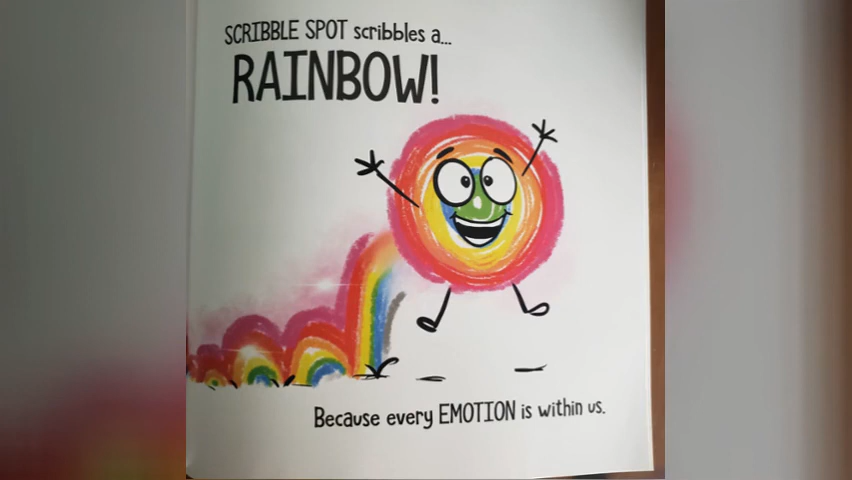 SCRIBBLE SPOT scribbles a...
RAINBOW!
Because every EMOTION is within us.